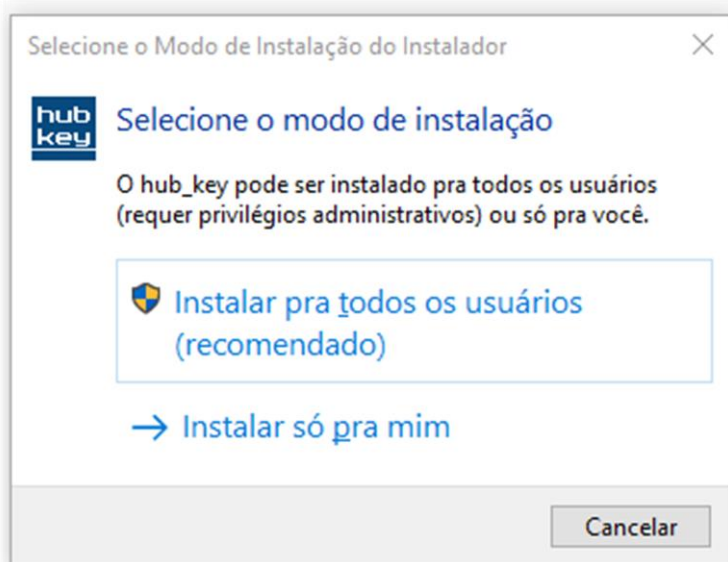 Selecione o Modo de Instalação do Instalador
hub
key
Selecione o modo de instalação
O hub_key pode ser instalado pra todos os usuários
(requer privilégios administrativos) ou só pra você.
Instalar pra todos os usuários
(recomendado)
Instalar só pra mim
Cancelar